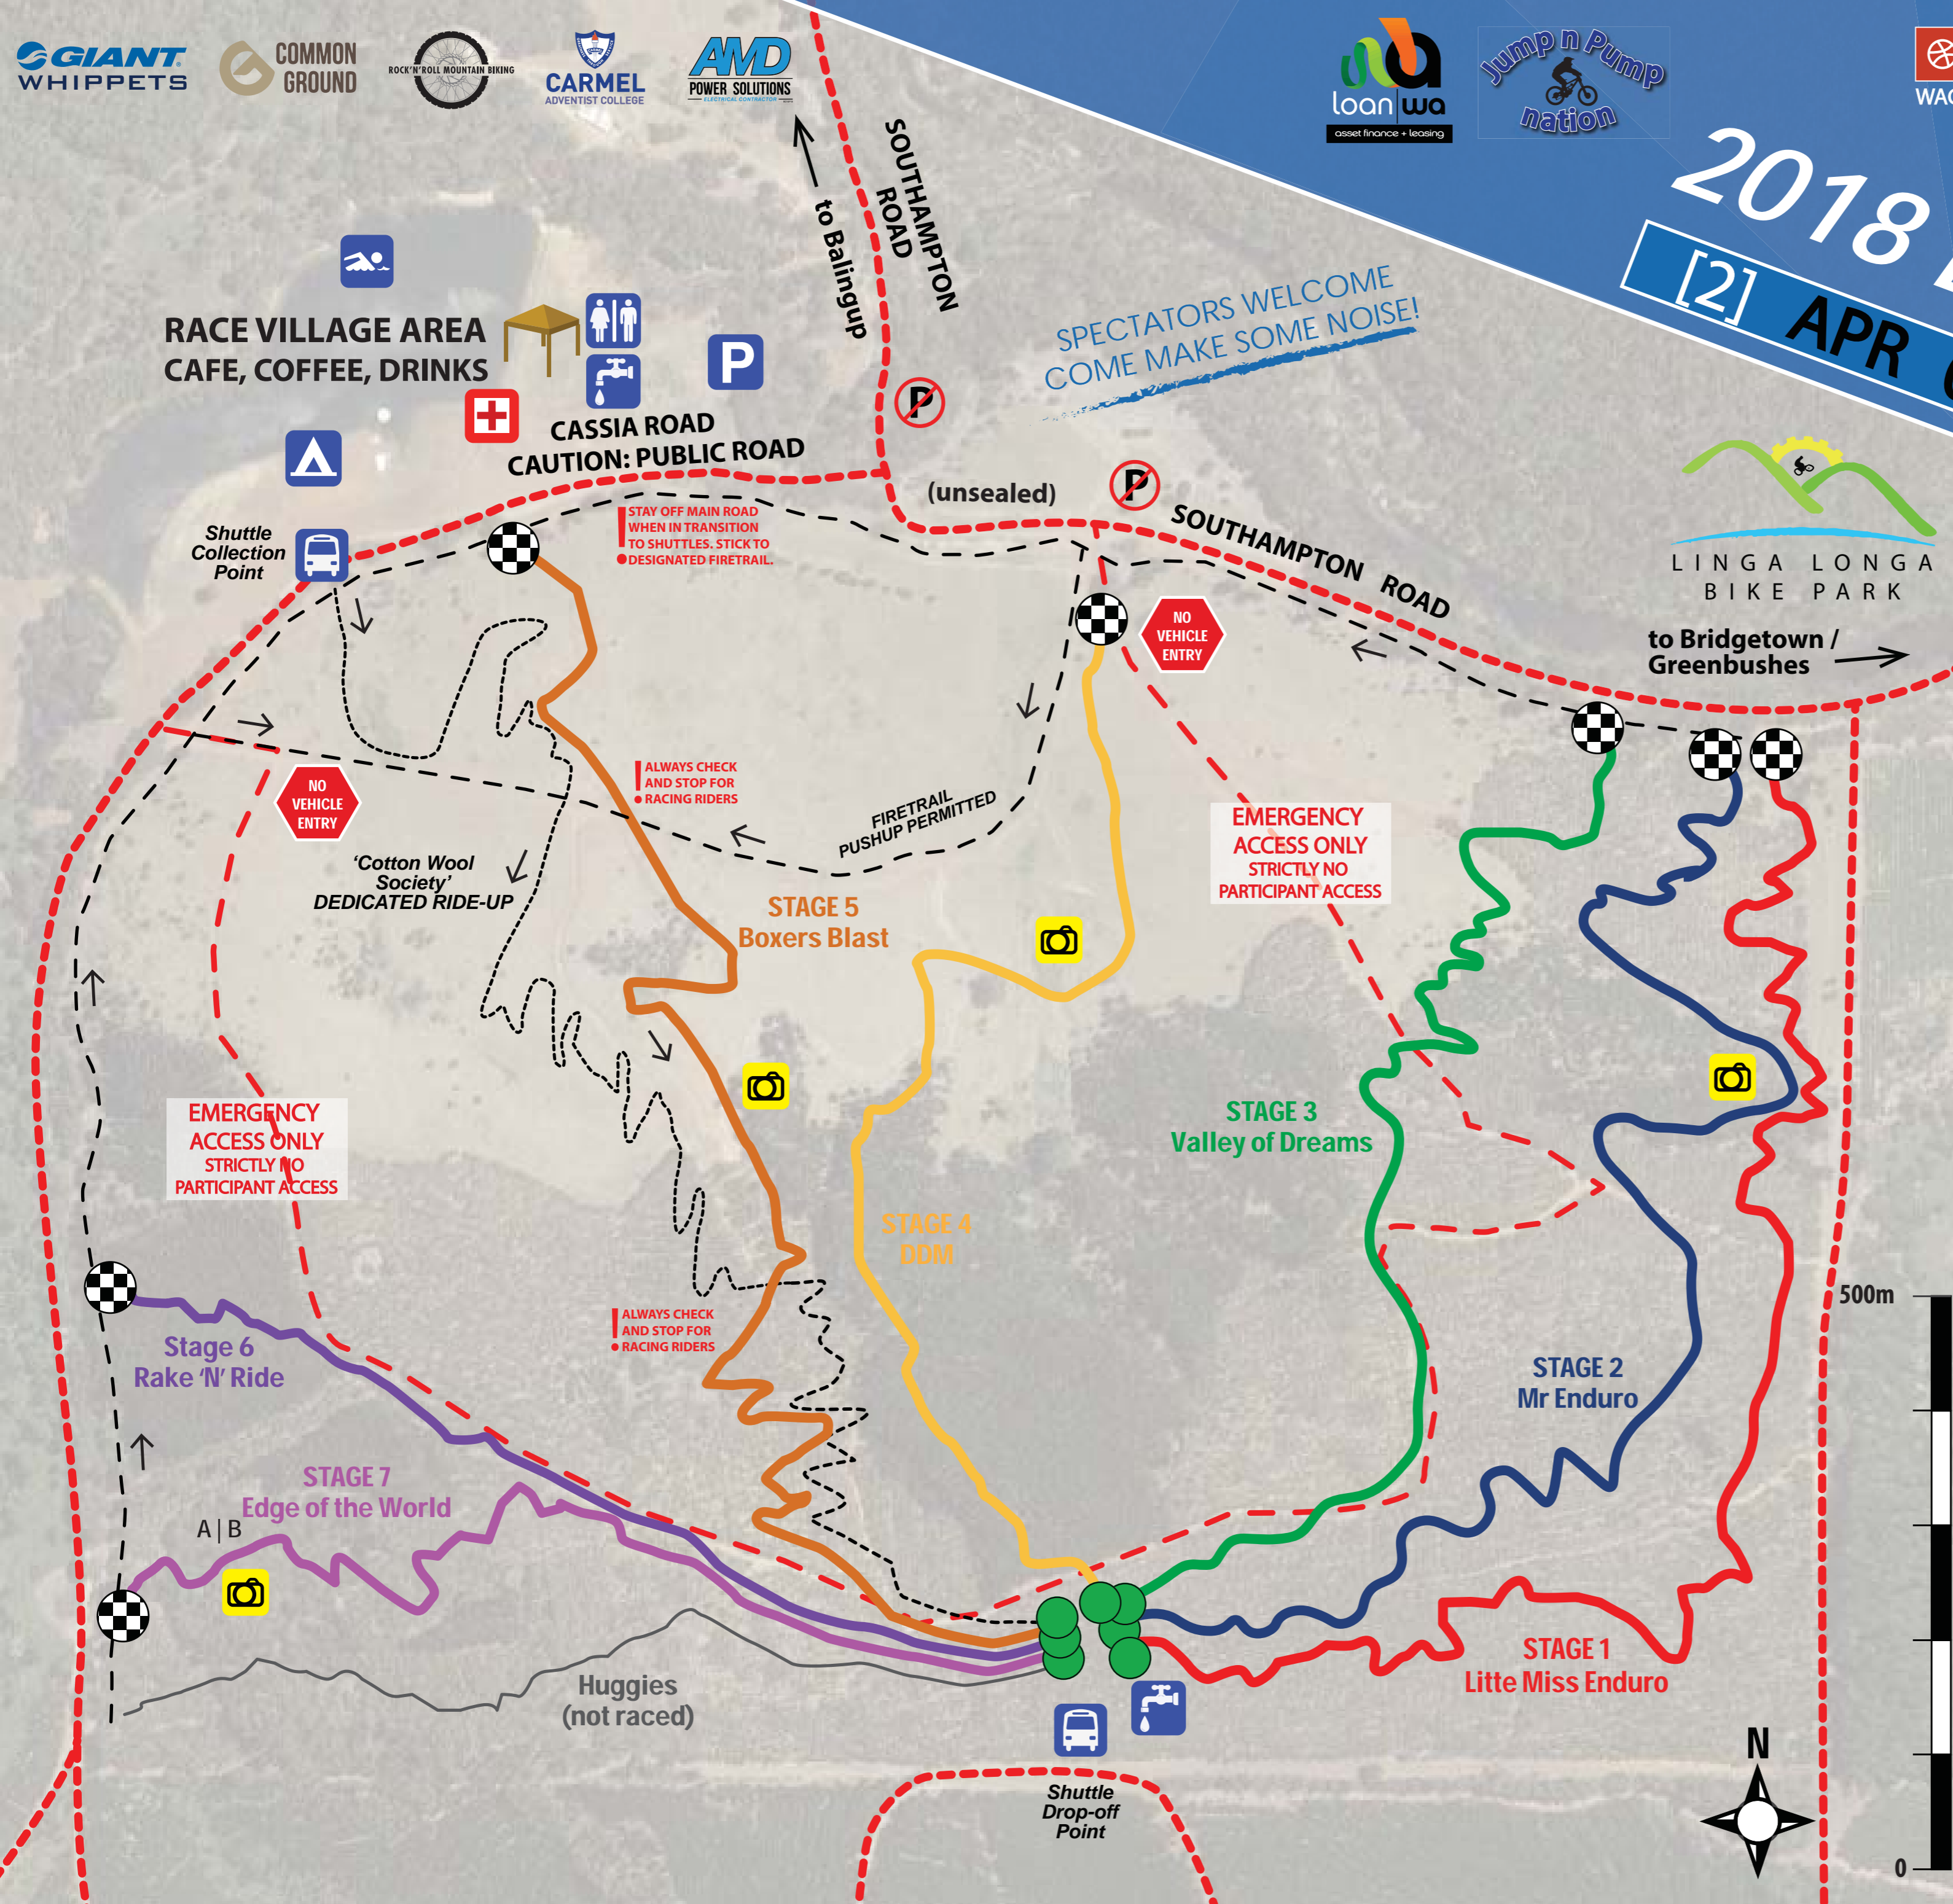 GIANT
WHIPPETS
COMMON
GROUND
ROCK'N'ROLL MOUNTAIN BIKING
CARMEL
ADVENTIST COLLEGE
AMD
POWER SOLUTIONS
ELECTRICAL CONTRACTOR
loan wa
asset finance + leasing
Jump n Pump
nation
2018
[2] APR
SOUTHAMPTON
ROAD
to Balingup
SPECTATORS WELCOME
COME MAKE SOME NOISE!
RACE VILLAGE AREA
CAFE, COFFEE, DRINKS
P
P
CASSIA ROAD
CAUTION: PUBLIC ROAD
(unsealed)
P
SOUTHAMPTON ROAD
LINGA LONGA
BIKE PARK
to Bridgetown /
Greenbushes
Shuttle
Collection
Point
! STAY OFF MAIN ROAD
WHEN IN TRANSITION
TO SHUTTLES. STICK TO
DESIGNATED FIRETRAIL.
NO
VEHICLE
ENTRY
NO
VEHICLE
ENTRY
! ALWAYS CHECK
AND STOP FOR
RACING RIDERS
FIRETRAIL
PUSHUP PERMITTED
EMERGENCY
ACCESS ONLY
STRICTLY NO
PARTICIPANT ACCESS
'Cotton Wool
Society'
DEDICATED RIDE-UP
STAGE 5
Boxers Blast
EMERGENCY
ACCESS ONLY
STRICTLY NO
PARTICIPANT ACCESS
STAGE 3
Valley of Dreams
STAGE 4
DDM
500m
! ALWAYS CHECK
AND STOP FOR
RACING RIDERS
Stage 6
Rake 'N' Ride
STAGE 2
Mr Enduro
STAGE 7
Edge of the World
A|B
Huggies
(not raced)
STAGE 1
Litte Miss Enduro
N
Shuttle
Drop-off
Point
0